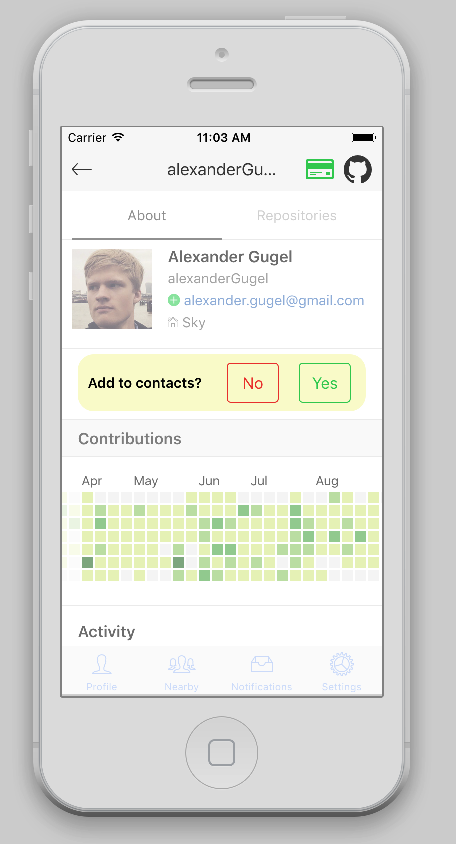 Carrier 11:03 AM
alexanderGu...
About Repositories
Alexander Gugel
alexanderGugel
alexander.gugel@gmail.com
Sky
Add to contacts? No Yes
Contributions
Apr May Jun Jul Aug
Activity
Profile Nearby Notifications Settings